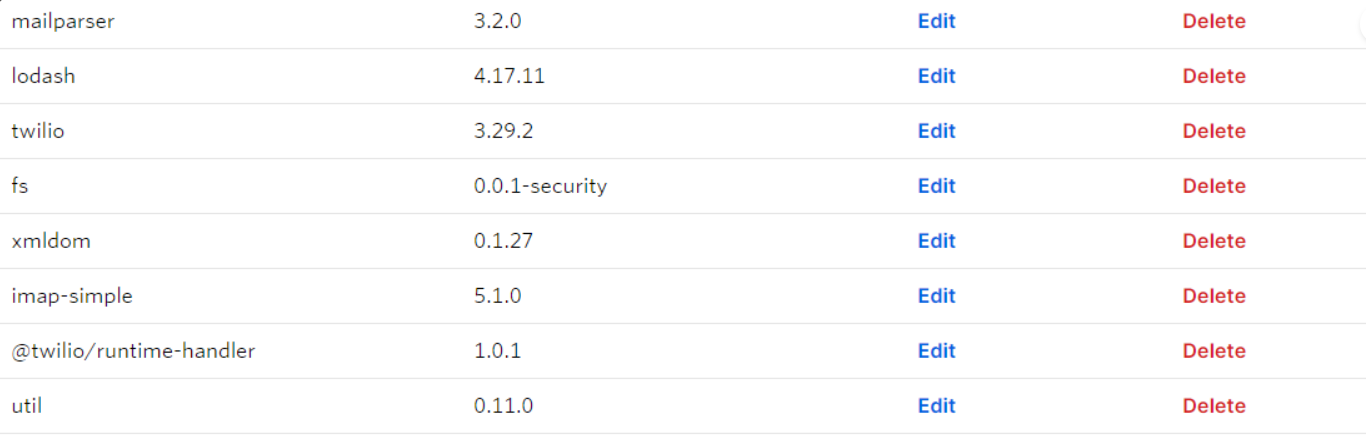 mailparser 3.2.0 Edit Delete
lodash 4.17.11 Edit Delete
twilio 3.29.2 Edit Delete
fs 0.0.1-security Edit Delete
xmldom 0.1.27 Edit Delete
imap-simple 5.1.0 Edit Delete
@twilio/runtime-handler 1.0.1 Edit Delete
util 0.11.0 Edit Delete